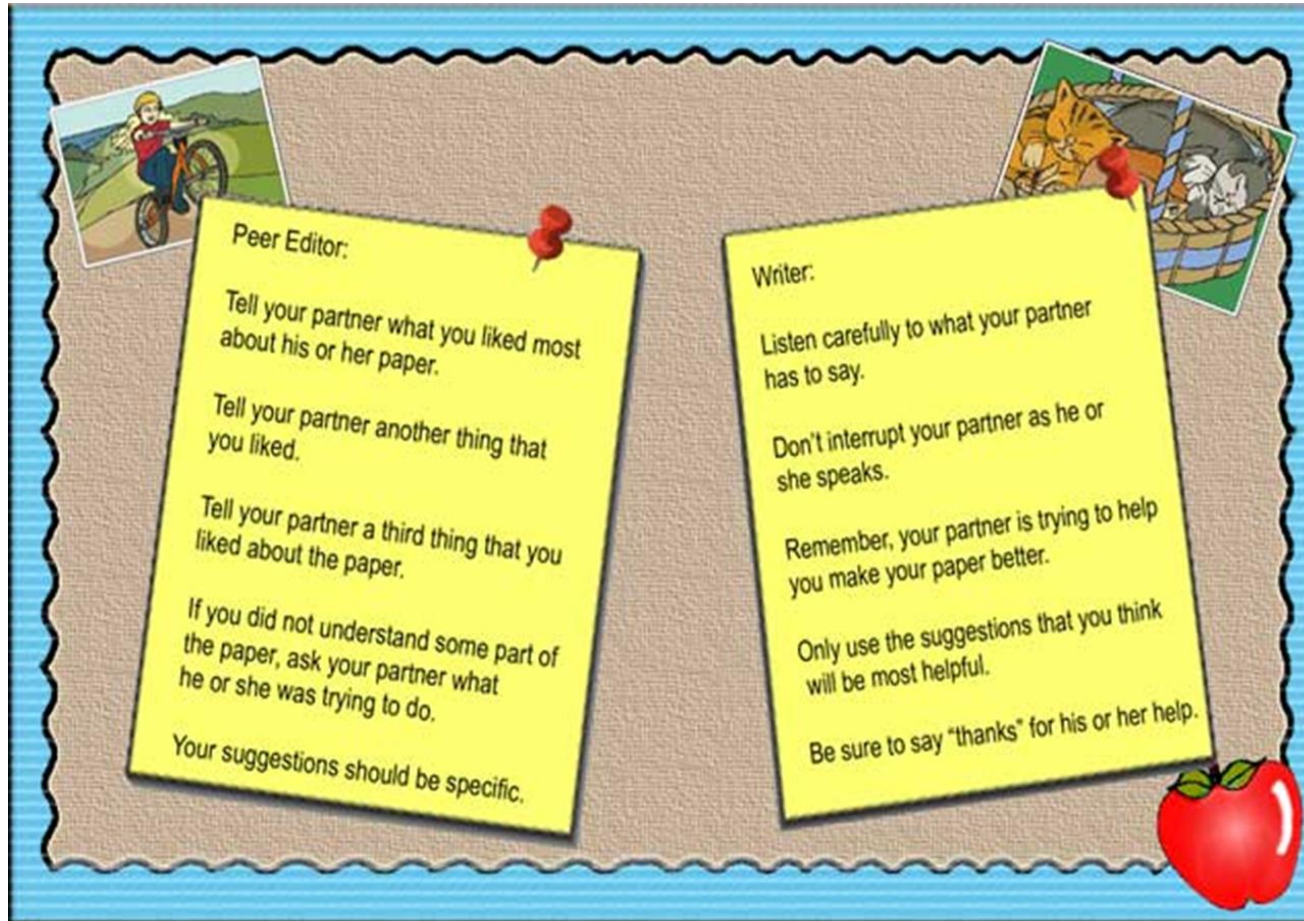 Peer Editor:
Tell your partner what you liked most
about his or her paper.
Tell your partner another thing that
you liked.
Tell your partner a third thing that you
liked about the paper.
If you did not understand some part of
the paper, ask your partner what
he or she was trying to do.
Your suggestions should be specific.
Writer:
Listen carefully to what your partner
has to say.
Don't interrupt your partner as he or
she speaks.
Remember, your partner is trying to help
you make your paper better.
Only use the suggestions that you think
will be most helpful.
Be sure to say “thanks” for his or her help.